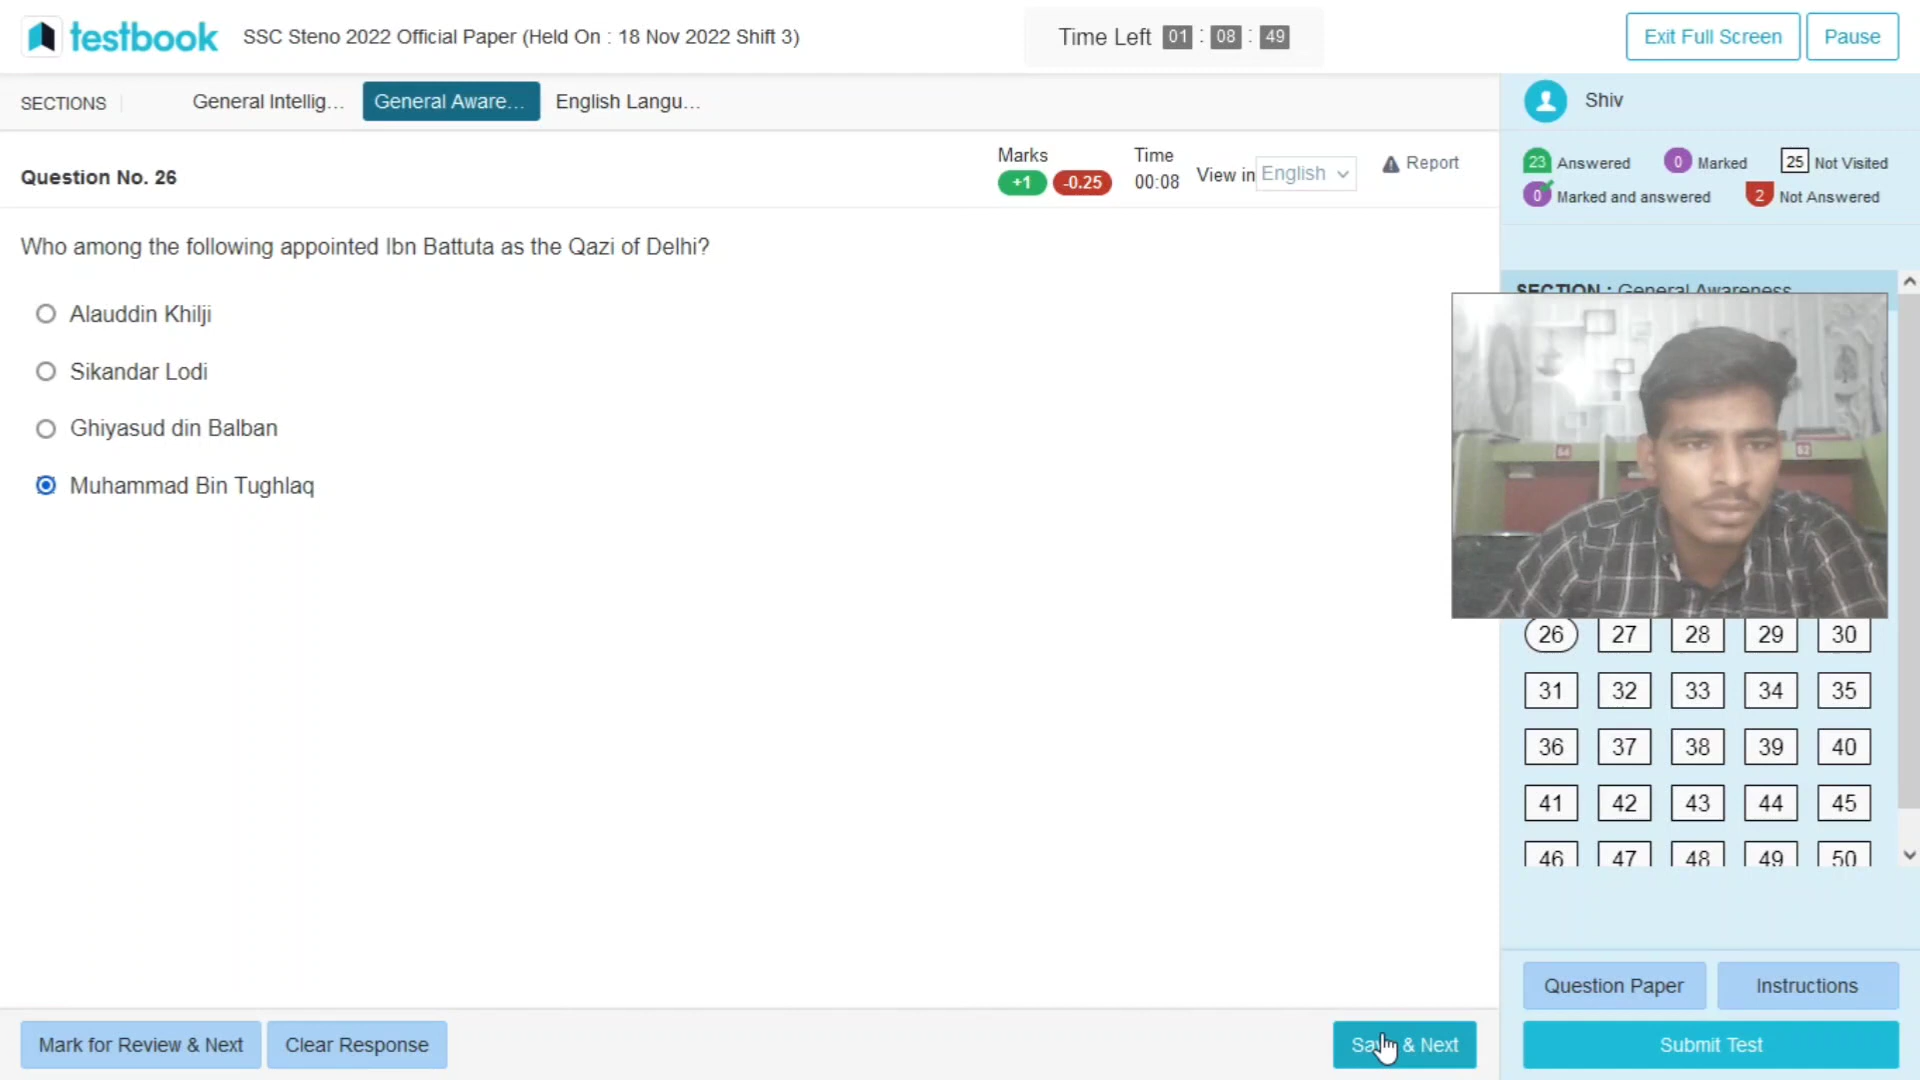 testbook
SSC Steno 2022 Official Paper (Held On : 18 Nov 2022 Shift 3)
Time Left 01 : 08 : 49
Exit Full Screen
Pause
SECTIONS
General Intellig...
General Aware...
English Langu...
Shiv
Question No. 26
Marks
+1 -0.25
Time
00:08
View in English
Report
23 Answered
0 Marked
25 Not Visited
0 Marked and answered
2 Not Answered
Who among the following appointed Ibn Battuta as the Qazi of Delhi?
Alauddin Khilji
Sikandar Lodi
Ghiyasud din Balban
Muhammad Bin Tughlaq
SECTION : General Awareness
64
62
26 27 28 29 30
31 32 33 34 35
36 37 38 39 40
41 42 43 44 45
46 47 48 49 50
Question Paper
Instructions
Mark for Review & Next
Clear Response
Save & Next
Submit Test